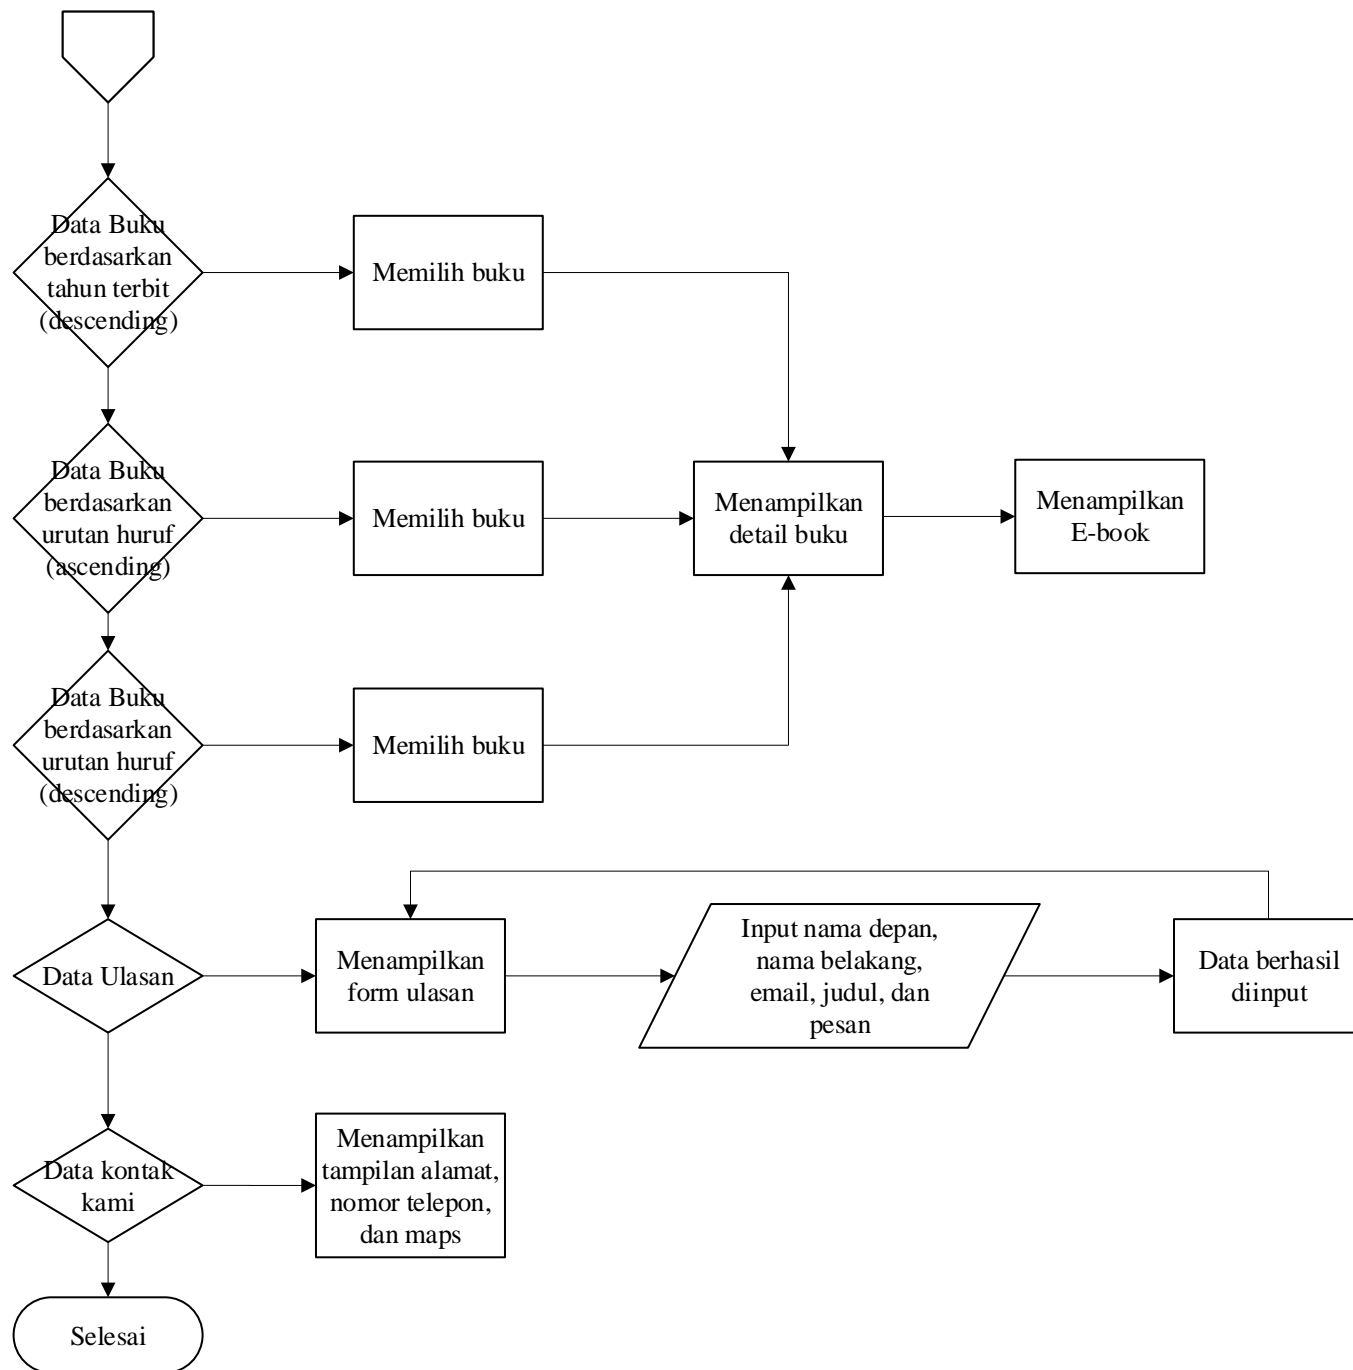 Data Buku
berdasarkan
tahun terbit
(descending)
Memilih buku
Data Buku
berdasarkan
urutan huruf
(ascending)
Memilih buku
Menampilkan
detail buku
Menampilkan
E-book
Data Buku
berdasarkan
urutan huruf
(descending)
Memilih buku
Data Ulasan
Menampilkan
form ulasan
Input nama depan,
nama belakang,
email, judul, dan
pesan
Data berhasil
diinput
Data kontak
kami
Menampilkan
tampilan alamat,
nomor telepon,
dan maps
Selesai